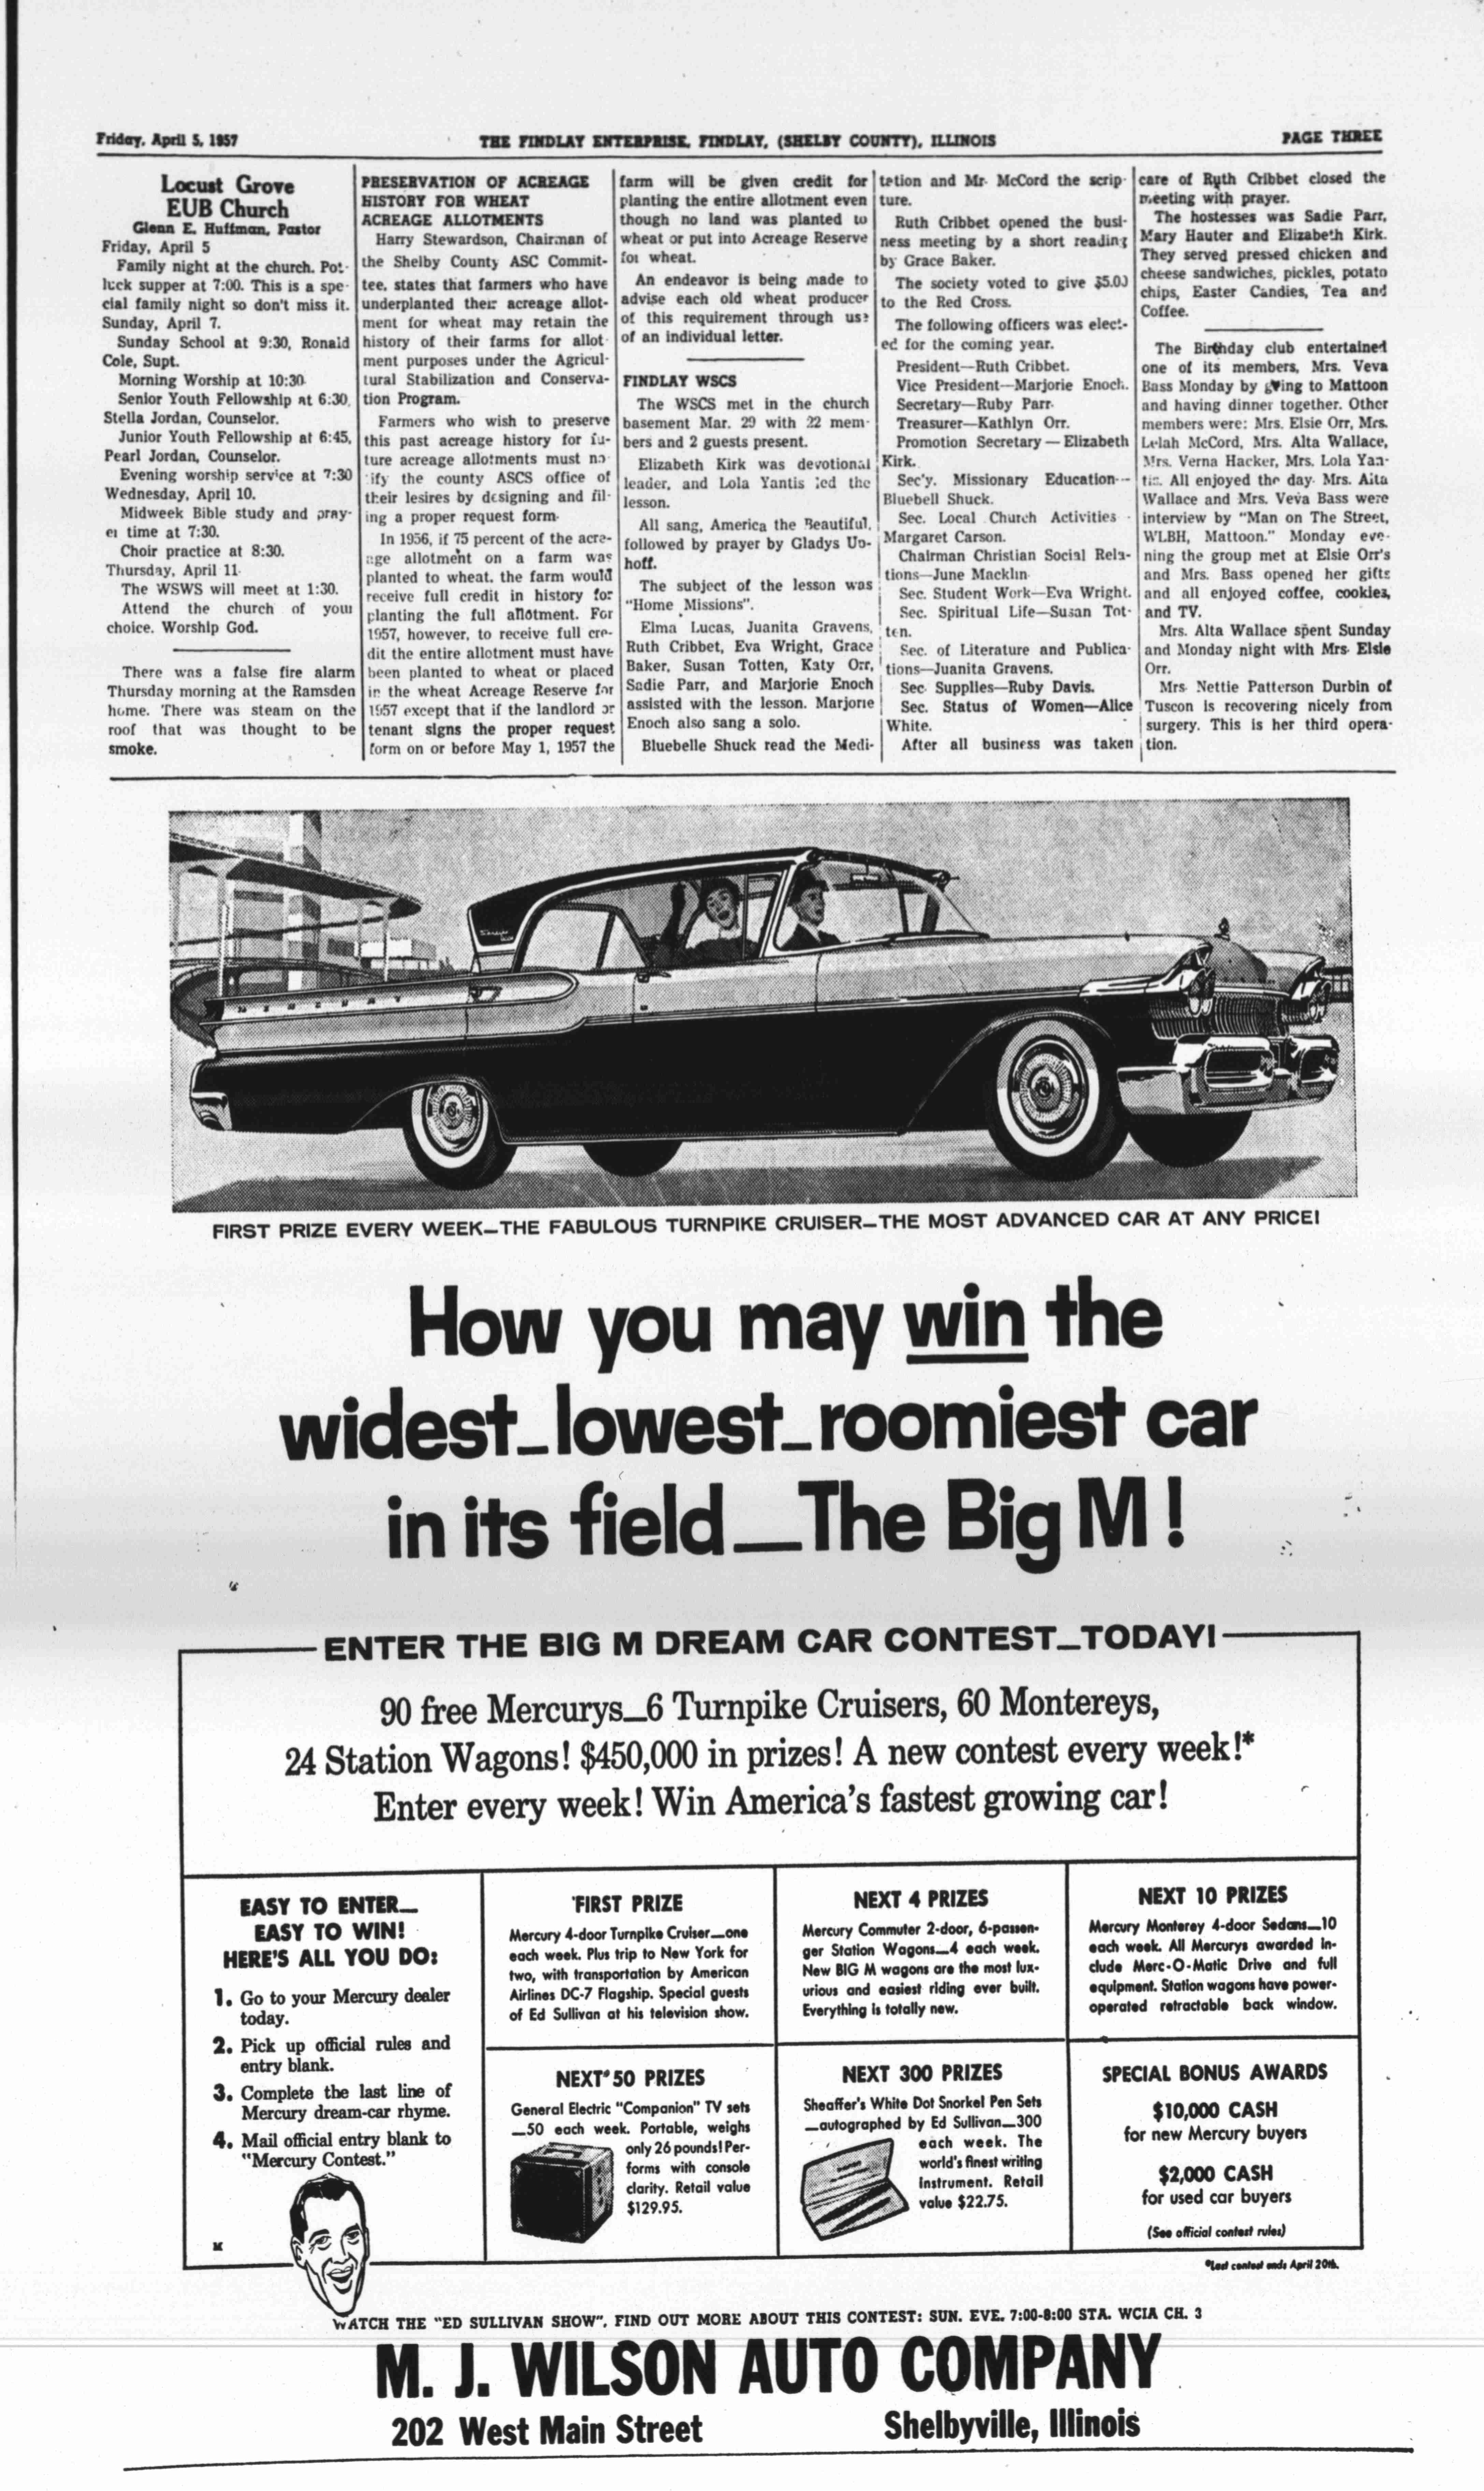 Friday, April 5, 1957
THE FINDLAY ENTERPRISE, FINDLAY, (SHELBY COUNTY), ILLINOIS
PAGE THREE
Locust Grove
EUB Church
Glenn E. Huffman, Pastor
Friday, April 5
Family night at the church. Pot-
luck supper at 7:00. This is a spe-
cial family night so don't miss it.
Sunday, April 7.
Sunday School at 9:30, Ronald
Cole, Supt.
Morning Worship at 10:30.
Senior Youth Fellowship at 6:30,
Stella Jordan, Counselor.
Junior Youth Fellowship at 6:45,
Pearl Jordan, Counselor.
Evening worship service at 7:30
Wednesday, April 10.
Midweek Bible study and pray-
er time at 7:30.
Choir practice at 8:30.
Thursday, April 11.
The WSWS will meet at 1:30.
Attend the church of your
choice. Worship God.
There was a false fire alarm
Thursday morning at the Ramsden
home. There was steam on the
roof that was thought to be
smoke.
PRESERVATION OF ACREAGE
HISTORY FOR WHEAT
ACREAGE ALLOTMENTS
Harry Stewardson, Chairman of
the Shelby County ASC Commit-
tee, states that farmers who have
underplanted their acreage allot-
ment for wheat may retain the
history of their farms for allot-
ment purposes under the Agricul-
tural Stabilization and Conserva-
tion Program.
Farmers who wish to preserve
this past acreage history for fu-
ture acreage allotments must no-
ify the county ASCS office of
their lesires by designing and fil-
ing a proper request form.
In 1956, if 75 percent of the acre-
age allotment on a farm was
planted to wheat, the farm would
receive full credit in history for
planting the full allotment. For
1957, however, to receive full cre-
dit the entire allotment must have
been planted to wheat or placed
in the wheat Acreage Reserve for
1957 except that if the landlord or
tenant signs the proper request
form on or before May 1, 1957 the
farm will be given credit for
planting the entire allotment even
though no land was planted to
wheat or put into Acreage Reserve
for wheat.
An endeavor is being made to
advise each old wheat producer
of this requirement through use
of an individual letter.
FINDLAY WSCS
The WSCS met in the church
basement Mar. 29 with 22 mem-
bers and 2 guests present.
Elizabeth Kirk was devotional
leader, and Lola Yantis led the
lesson.
All sang, America the Beautiful,
followed by prayer by Gladys Up-
hoff.
The subject of the lesson was
"Home Missions".
Elma Lucas, Juanita Gravens,
Ruth Cribbet, Eva Wright, Grace
Baker, Susan Totten, Katy Orr,
Sadie Parr, and Marjorie Enoch
assisted with the lesson. Marjorie
Enoch also sang a solo.
Bluebelle Shuck read the Medi-
tetion and Mr. McCord the scrip-
ture.
Ruth Cribbet opened the busi-
ness meeting by a short reading
by Grace Baker.
The society voted to give $5.00
to the Red Cross.
The following officers was elect-
ed for the coming year.
President—Ruth Cribbet.
Vice President—Marjorie Enoch.
Secretary—Ruby Parr.
Treasurer—Kathlyn Orr.
Promotion Secretary — Elizabeth
Kirk.
Sec'y. Missionary Education—
Bluebell Shuck.
Sec. Local Church Activities -
Margaret Carson.
Chairman Christian Social Rela-
tions—June Macklin.
Sec. Student Work—Eva Wright.
Sec. Spiritual Life—Susan Tot-
ten.
Sec. of Literature and Publica-
tions—Juanita Gravens.
Sec. Supplies—Ruby Davis.
Sec. Status of Women—Alice
White.
After all business was taken
care of Ruth Cribbet closed the
meeting with prayer.
The hostesses was Sadie Parr,
Mary Hauter and Elizabeth Kirk.
They served pressed chicken and
cheese sandwiches, pickles, potato
chips, Easter Candies, Tea and
Coffee.
The Birthday club entertained
one of its members, Mrs. Veva
Bass Monday by going to Mattoon
and having dinner together. Other
members were: Mrs. Elsie Orr, Mrs.
Lelah McCord, Mrs. Alta Wallace,
Mrs. Verna Hacker, Mrs. Lola Yan-
tis. All enjoyed the day. Mrs. Alta
Wallace and Mrs. Veva Bass were
interview by "Man on The Street,
WLBH, Mattoon." Monday eve-
ning the group met at Elsie Orr's
and Mrs. Bass opened her gifts
and all enjoyed coffee, cookies,
and TV.
Mrs. Alta Wallace spent Sunday
and Monday night with Mrs. Elsie
Orr.
Mrs. Nettie Patterson Durbin of
Tuscon is recovering nicely from
surgery. This is her third opera-
tion.
MERCURY
FIRST PRIZE EVERY WEEK—THE FABULOUS TURNPIKE CRUISER—THE MOST ADVANCED CAR AT ANY PRICE!
How you may win the
widest—lowest—roomiest car
in its field—The Big M!
ENTER THE BIG M DREAM CAR CONTEST—TODAY!
90 free Mercurys—6 Turnpike Cruisers, 60 Montereys,
24 Station Wagons! $450,000 in prizes! A new contest every week!*
Enter every week! Win America's fastest growing car!
EASY TO ENTER—
EASY TO WIN!
HERE'S ALL YOU DO:
1. Go to your Mercury dealer
today.
2. Pick up official rules and
entry blank.
3. Complete the last line of
Mercury dream-car rhyme.
4. Mail official entry blank to
"Mercury Contest."
M
FIRST PRIZE
Mercury 4-door Turnpike Cruiser—one
each week. Plus trip to New York for
two, with transportation by American
Airlines DC-7 Flagship. Special guests
of Ed Sullivan at his television show.
NEXT 4 PRIZES
Mercury Commuter 2-door, 6-passen-
ger Station Wagons—4 each week.
New BIG M wagons are the most lux-
urious and easiest riding ever built.
Everything is totally new.
NEXT 10 PRIZES
Mercury Monterey 4-door Sedans—10
each week. All Mercurys awarded in-
clude Merc-O-Matic Drive and full
equipment. Station wagons have power-
operated retractable back window.
NEXT 50 PRIZES
General Electric "Companion" TV sets
—50 each week. Portable, weighs
only 26 pounds! Per-
forms with console
clarity. Retail value
$129.95.
NEXT 300 PRIZES
Sheaffer's White Dot Snorkel Pen Sets
—autographed by Ed Sullivan—300
each week. The
world's finest writing
instrument. Retail
value $22.75.
SPECIAL BONUS AWARDS
$10,000 CASH
for new Mercury buyers
$2,000 CASH
for used car buyers
(See official contest rules)
*Last contest ends April 20th.
WATCH THE "ED SULLIVAN SHOW". FIND OUT MORE ABOUT THIS CONTEST: SUN. EVE. 7:00-8:00 STA. WCIA CH. 3
M. J. WILSON AUTO COMPANY
202 West Main Street
Shelbyville, Illinois